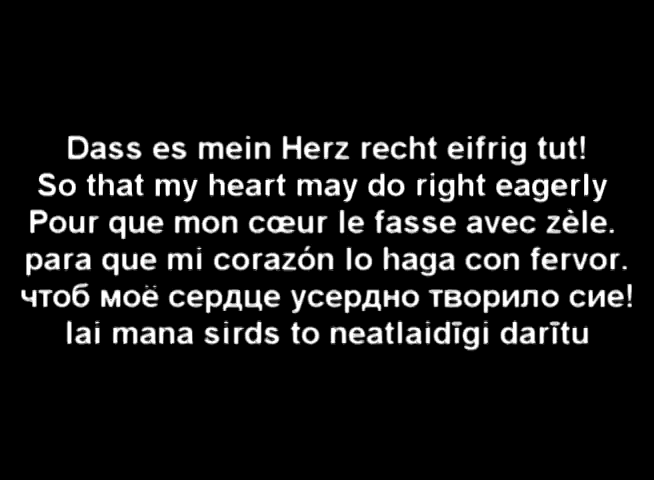 Dass es mein Herz recht eifrig tut!
So that my heart may do right eagerly
Pour que mon cœur le fasse avec zèle.
para que mi corazón lo haga con fervor.
чтоб моё сердце усердно творило сие!
lai mana sirds to neatlaidīgi darītu